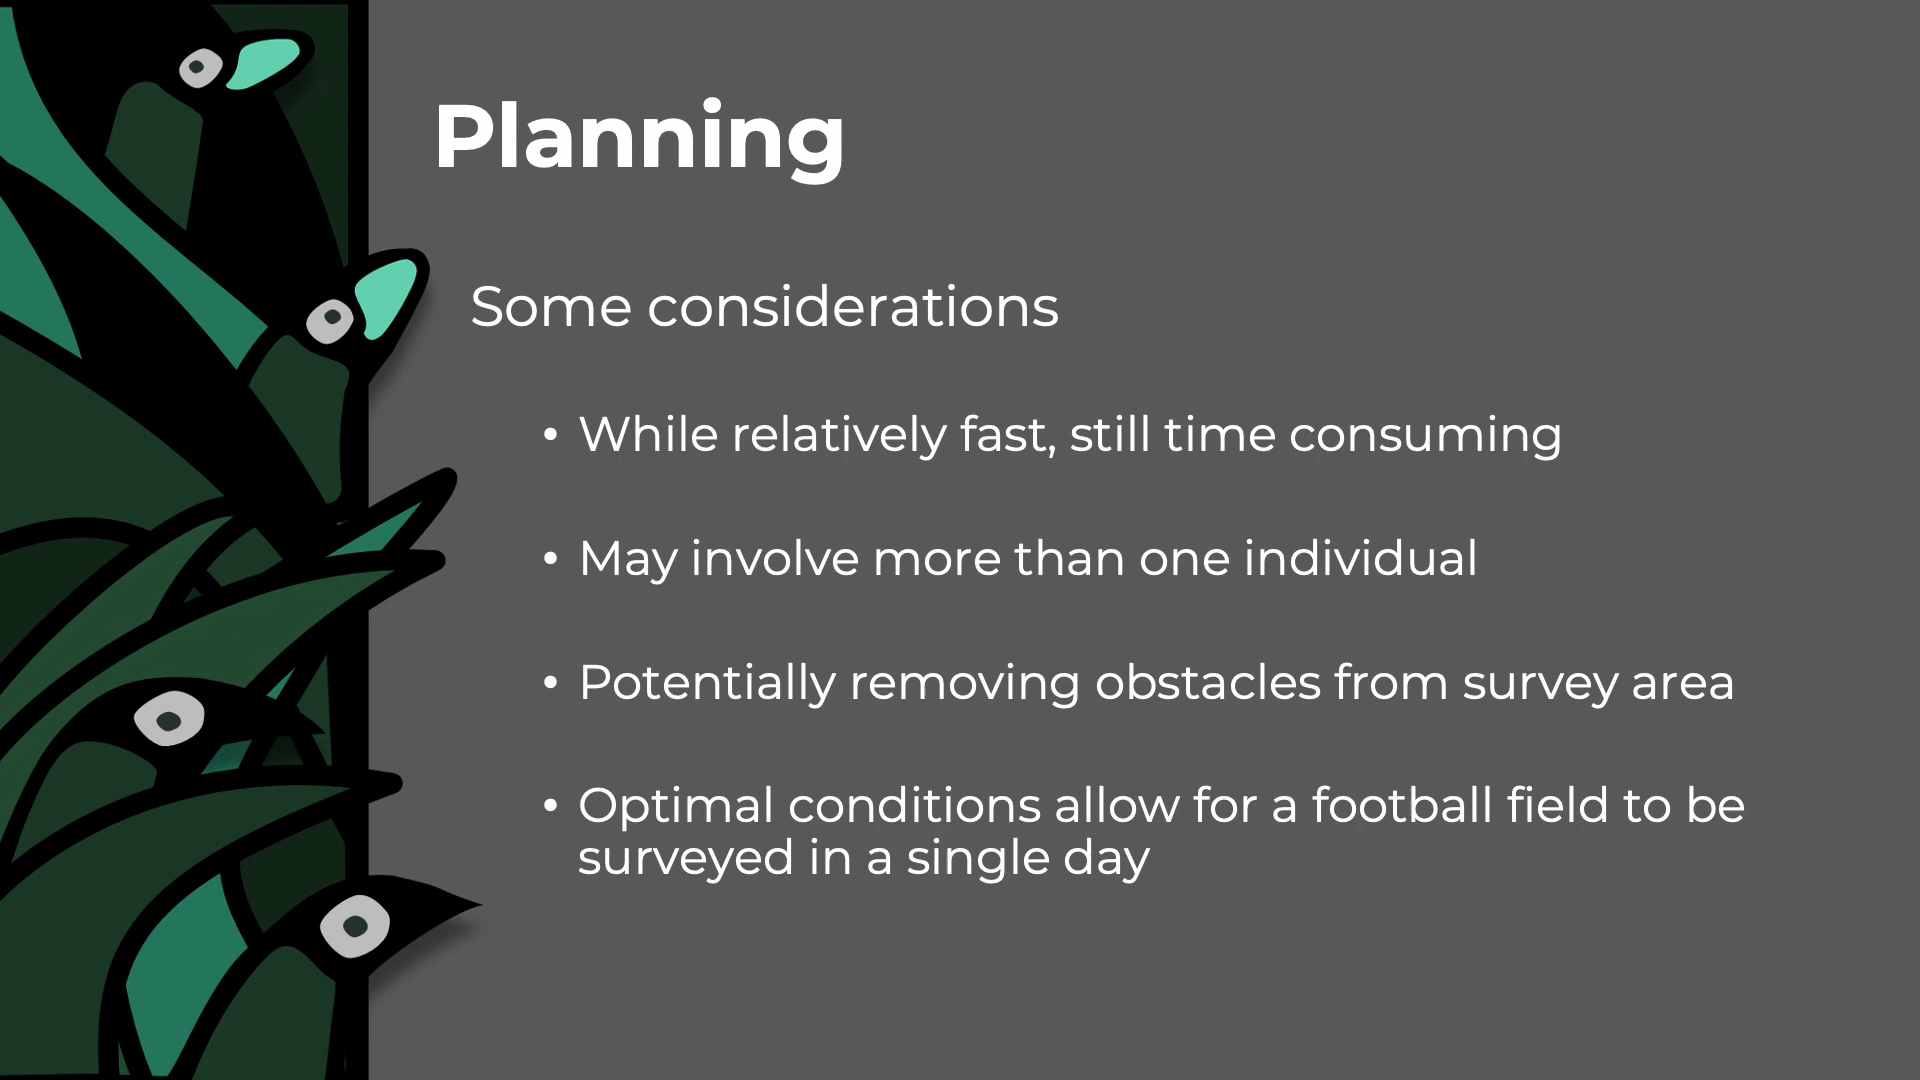 Planning
Some considerations
• While relatively fast, still time consuming
• May involve more than one individual
• Potentially removing obstacles from survey area
• Optimal conditions allow for a football field to be
surveyed in a single day